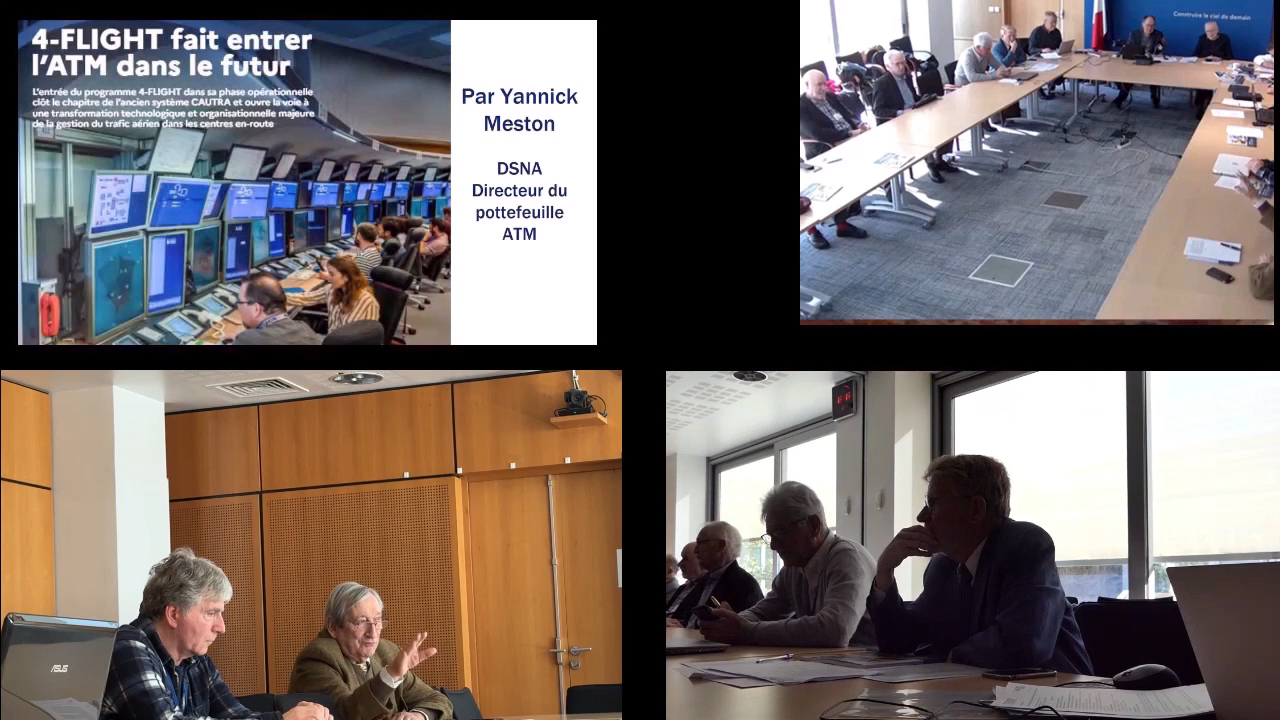 4-FLIGHT fait entrer
l'ATM dans le futur
L'entrée du programme 4-FLIGHT dans sa phase opérationnelle
clôt le chapitre de l'ancien système CAUTRA et ouvre la voie à
une transformation technologique et organisationnelle majeure
de la gestion du trafic aérien dans les centres en-route
Par Yannick
Meston
DSNA
Directeur du
pottefeuille
ATM
Construire le ciel de demain
ASUS